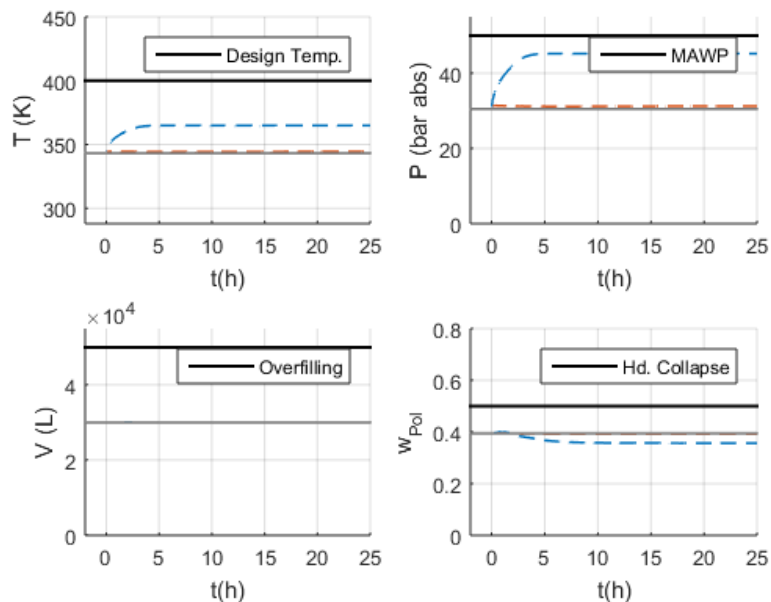 450
400
350
300
T (K)
Design Temp.
0 5 10 15 20 25
t(h)
40
20
0
P (bar abs)
MAWP
0 5 10 15 20 25
t(h)
× 10⁴
4
2
0
V (L)
Overfilling
0 5 10 15 20 25
t(h)
0.8
0.6
0.4
0.2
0
w_Pol
Hd. Collapse
0 5 10 15 20 25
t(h)